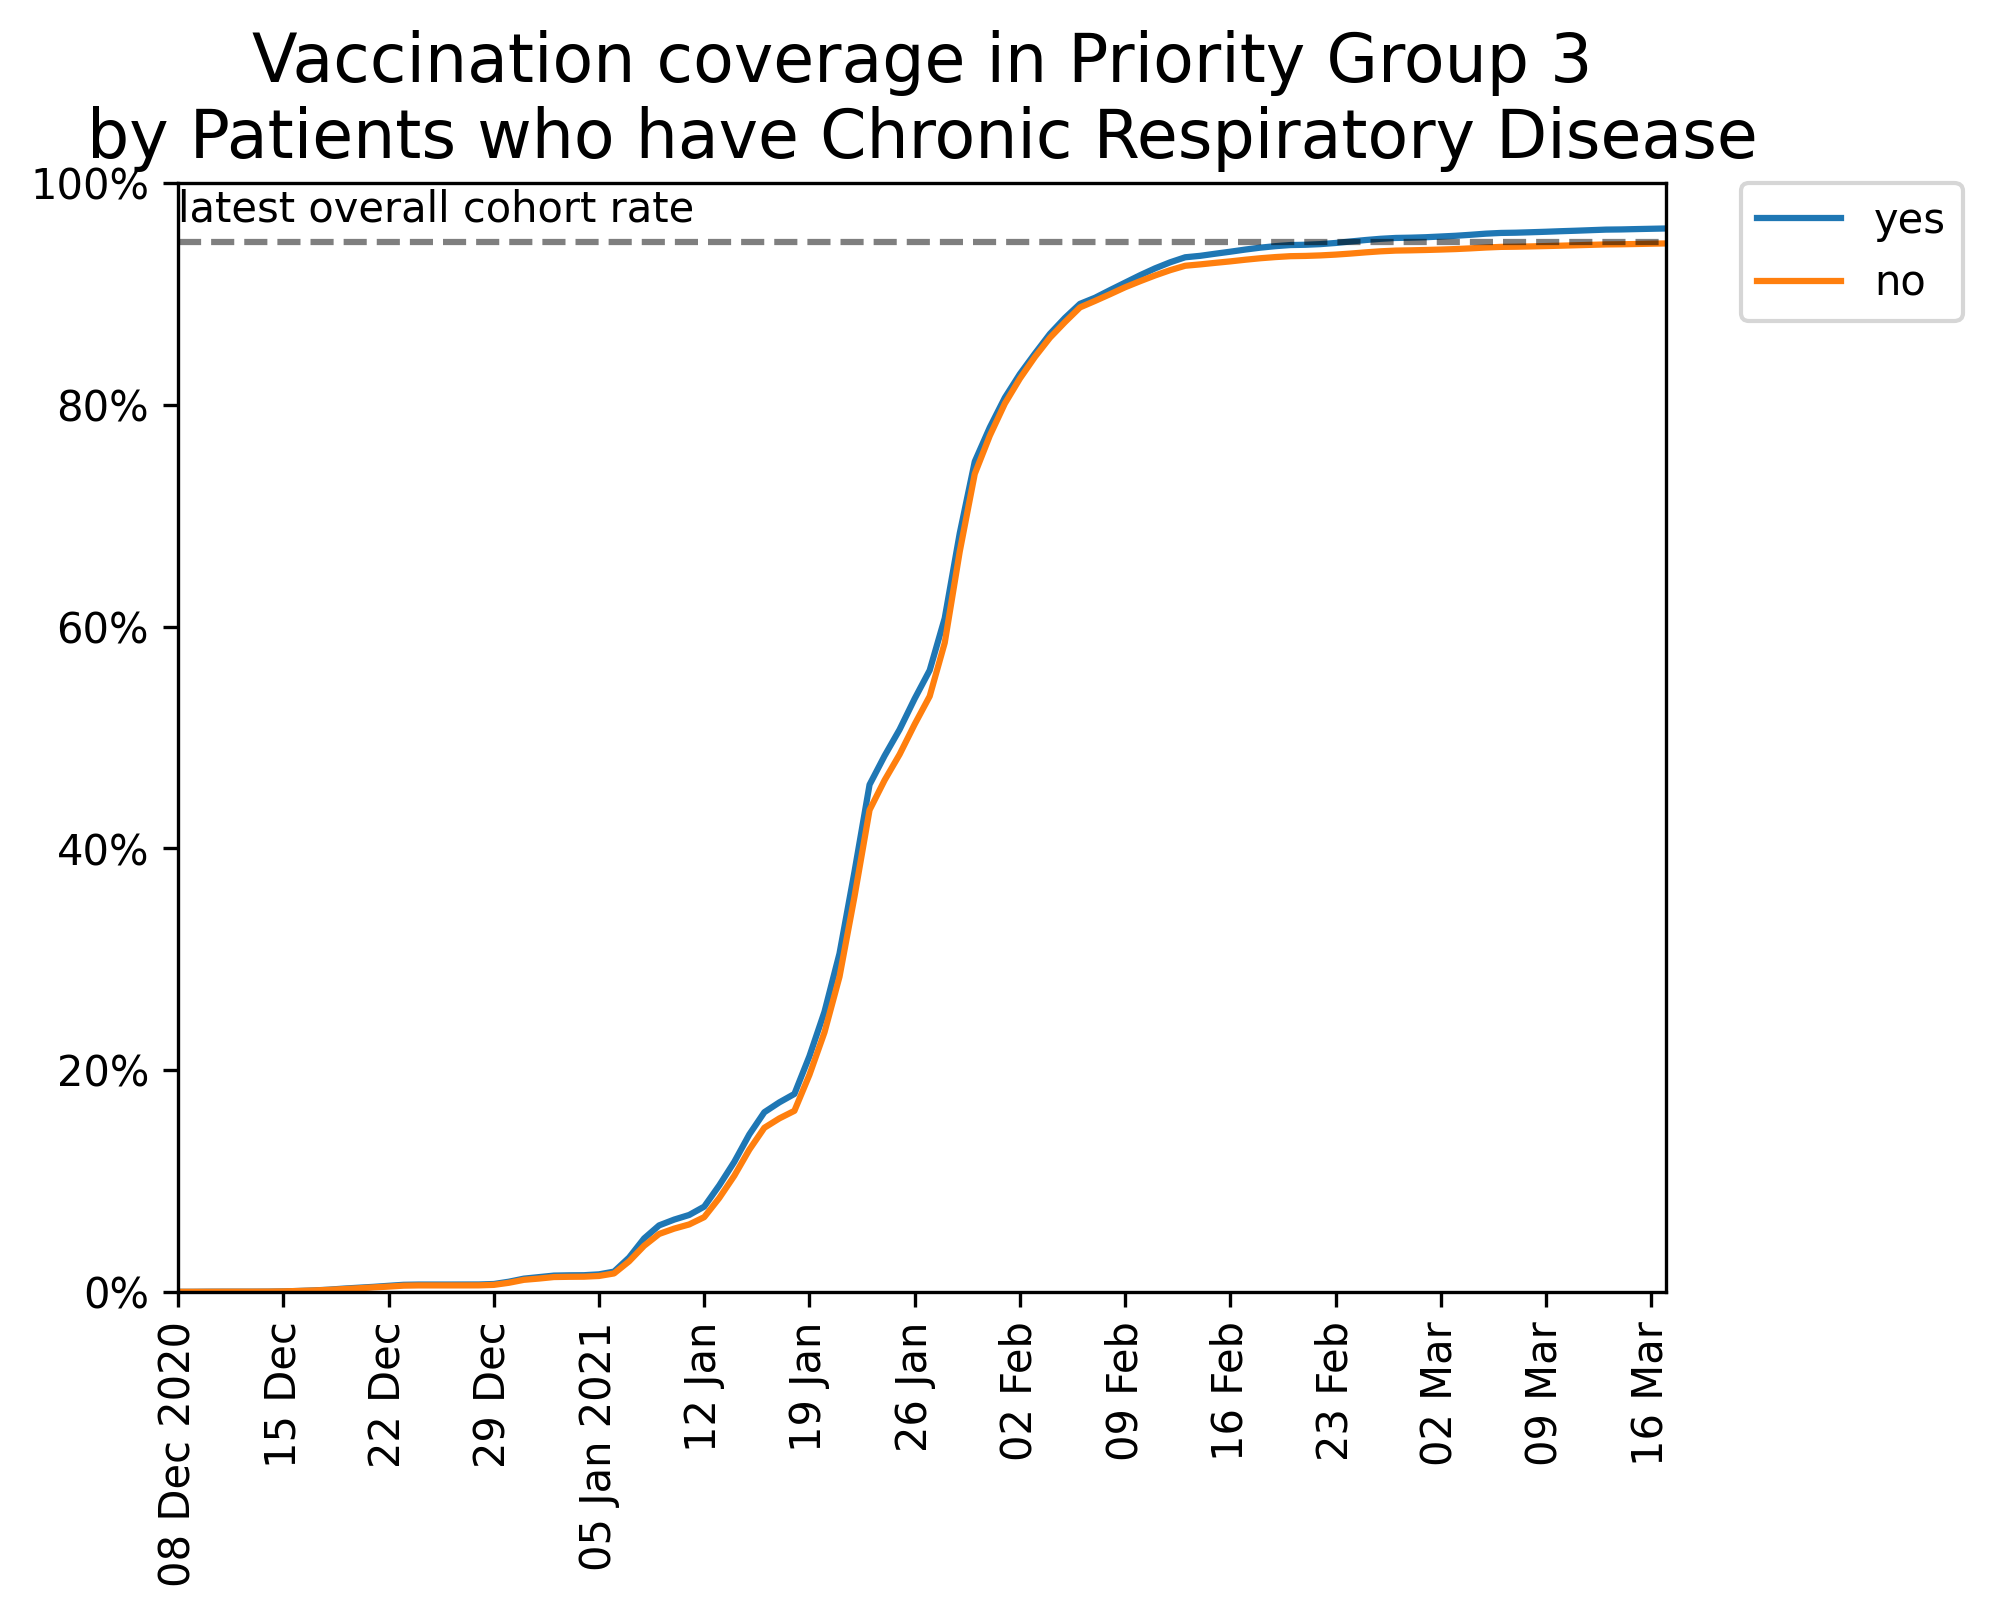 Vaccination coverage in Priority Group 3
by Patients who have Chronic Respiratory Disease
100%
latest overall cohort rate
80%
60%
40%
20%
0%
08 Dec 2020
15 Dec
22 Dec
29 Dec
05 Jan 2021
12 Jan
19 Jan
26 Jan
02 Feb
09 Feb
16 Feb
23 Feb
02 Mar
09 Mar
16 Mar
yes
no